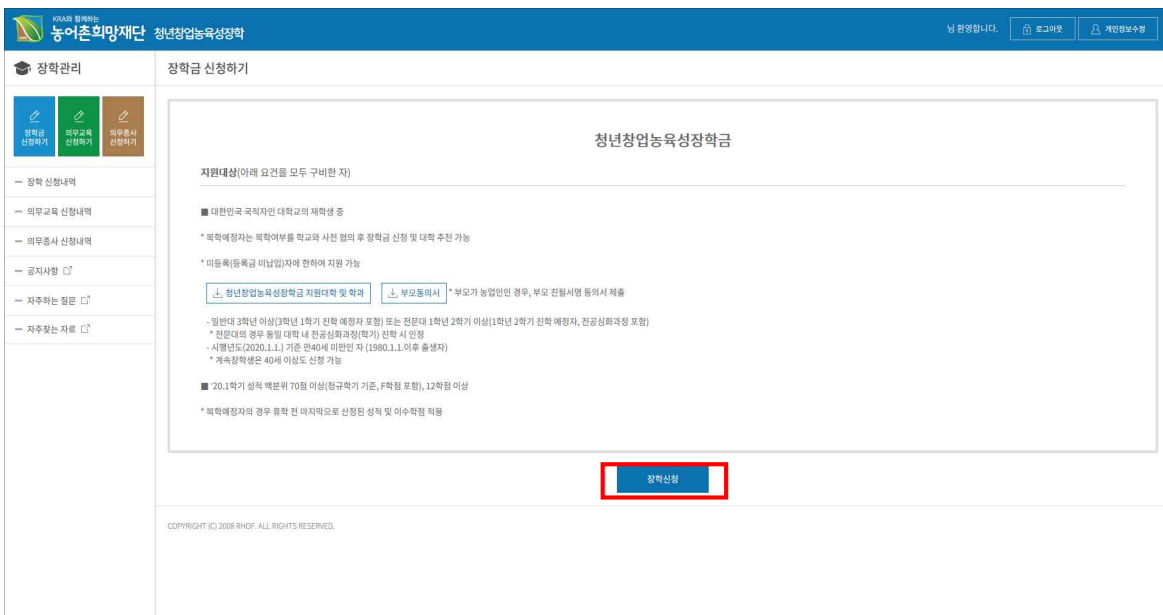 KRA와 함께하는
농어촌희망재단 청년창업농육성장학
님 환영합니다.
로그아웃
개인정보수정
장학관리
장학금 신청하기
장학금
신청하기
의무교육
신청하기
의무종사
신청하기
장학 신청내역
의무교육 신청내역
의무종사 신청내역
공지사항
자주하는 질문
자주찾는 자료
청년창업농육성장학금
지원대상(아래 요건을 모두 구비한 자)
■ 대한민국 국적자인 대학교의 재학생 중
* 복학예정자는 복학여부를 학교와 사전 협의 후 장학금 신청 및 대학 추천 가능
* 미등록(등록금 미납입)자에 한하여 지원 가능
청년창업농육성장학금 지원대학 및 학과 부모동의서 * 부모가 농업인인 경우, 부모 친필서명 동의서 제출
- 일반대 3학년 이상(3학년 1학기 진학 예정자 포함) 또는 전문대 1학년 2학기 이상(1학년 2학기 진학 예정자, 전공심화과정 포함)
* 전문대의 경우 동일 대학 내 전공심화과정(학기) 진학 시 인정
- 시행년도(2020.1.1.) 기준 만40세 미만인 자 (1980.1.1.이후 출생자)
* 계속장학생은 40세 이상도 신청 가능
■ '20.1학기 성적 백분위 70점 이상(정규학기 기준, F학점 포함), 12학점 이상
* 복학예정자의 경우 휴학 전 마지막으로 산정된 성적 및 이수학점 적용
장학신청
COPYRIGHT (C) 2008 RHOF. ALL RIGHTS RESERVED.